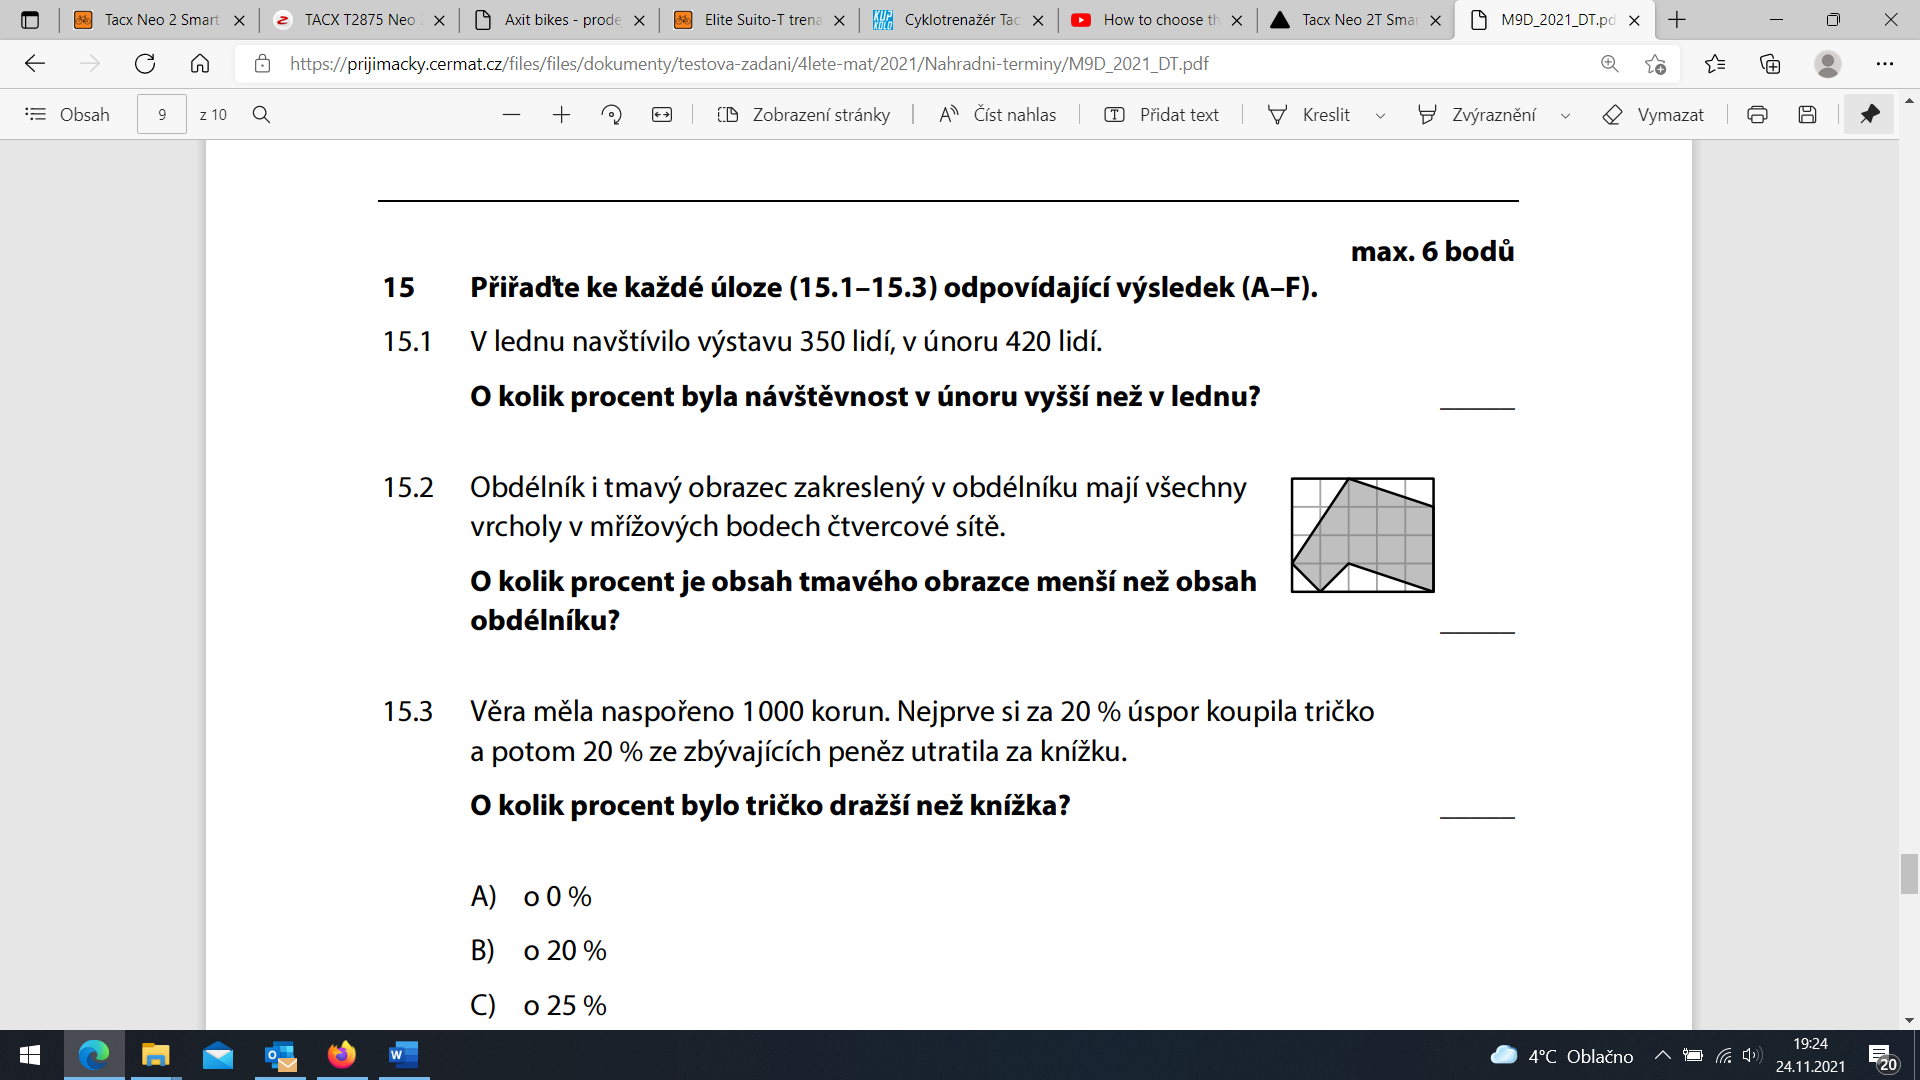 Tacx Neo 2 Smart
TACX T2875 Neo 2
Axit bikes - prode
Elite Suito-T trena
Cyklotrenažér Tac
How to choose th
Tacx Neo 2T Smar
M9D_2021_DT.pd
https://prijimacky.cermat.cz/files/files/dokumenty/testova-zadani/4lete-mat/2021/Nahradni-terminy/M9D_2021_DT.pdf
Obsah 9 z 10 Zobrazení stránky Číst nahlas Přidat text Kreslit Zvýraznění Vymazat
max. 6 bodů
15 Přiřaďte ke každé úloze (15.1–15.3) odpovídající výsledek (A–F).
15.1 V lednu navštívilo výstavu 350 lidí, v únoru 420 lidí.
O kolik procent byla návštěvnost v únoru vyšší než v lednu? _____
15.2 Obdélník i tmavý obrazec zakreslený v obdélníku mají všechny
vrcholy v mřížových bodech čtvercové sítě.
O kolik procent je obsah tmavého obrazce menší než obsah
obdélníku? _____
15.3 Věra měla naspořeno 1 000 korun. Nejprve si za 20 % úspor koupila tričko
a potom 20 % ze zbývajících peněz utratila za knížku.
O kolik procent bylo tričko dražší než knížka? _____
A) o 0 %
B) o 20 %
C) o 25 %
4°C Oblačno
19:24
24.11.2021
20